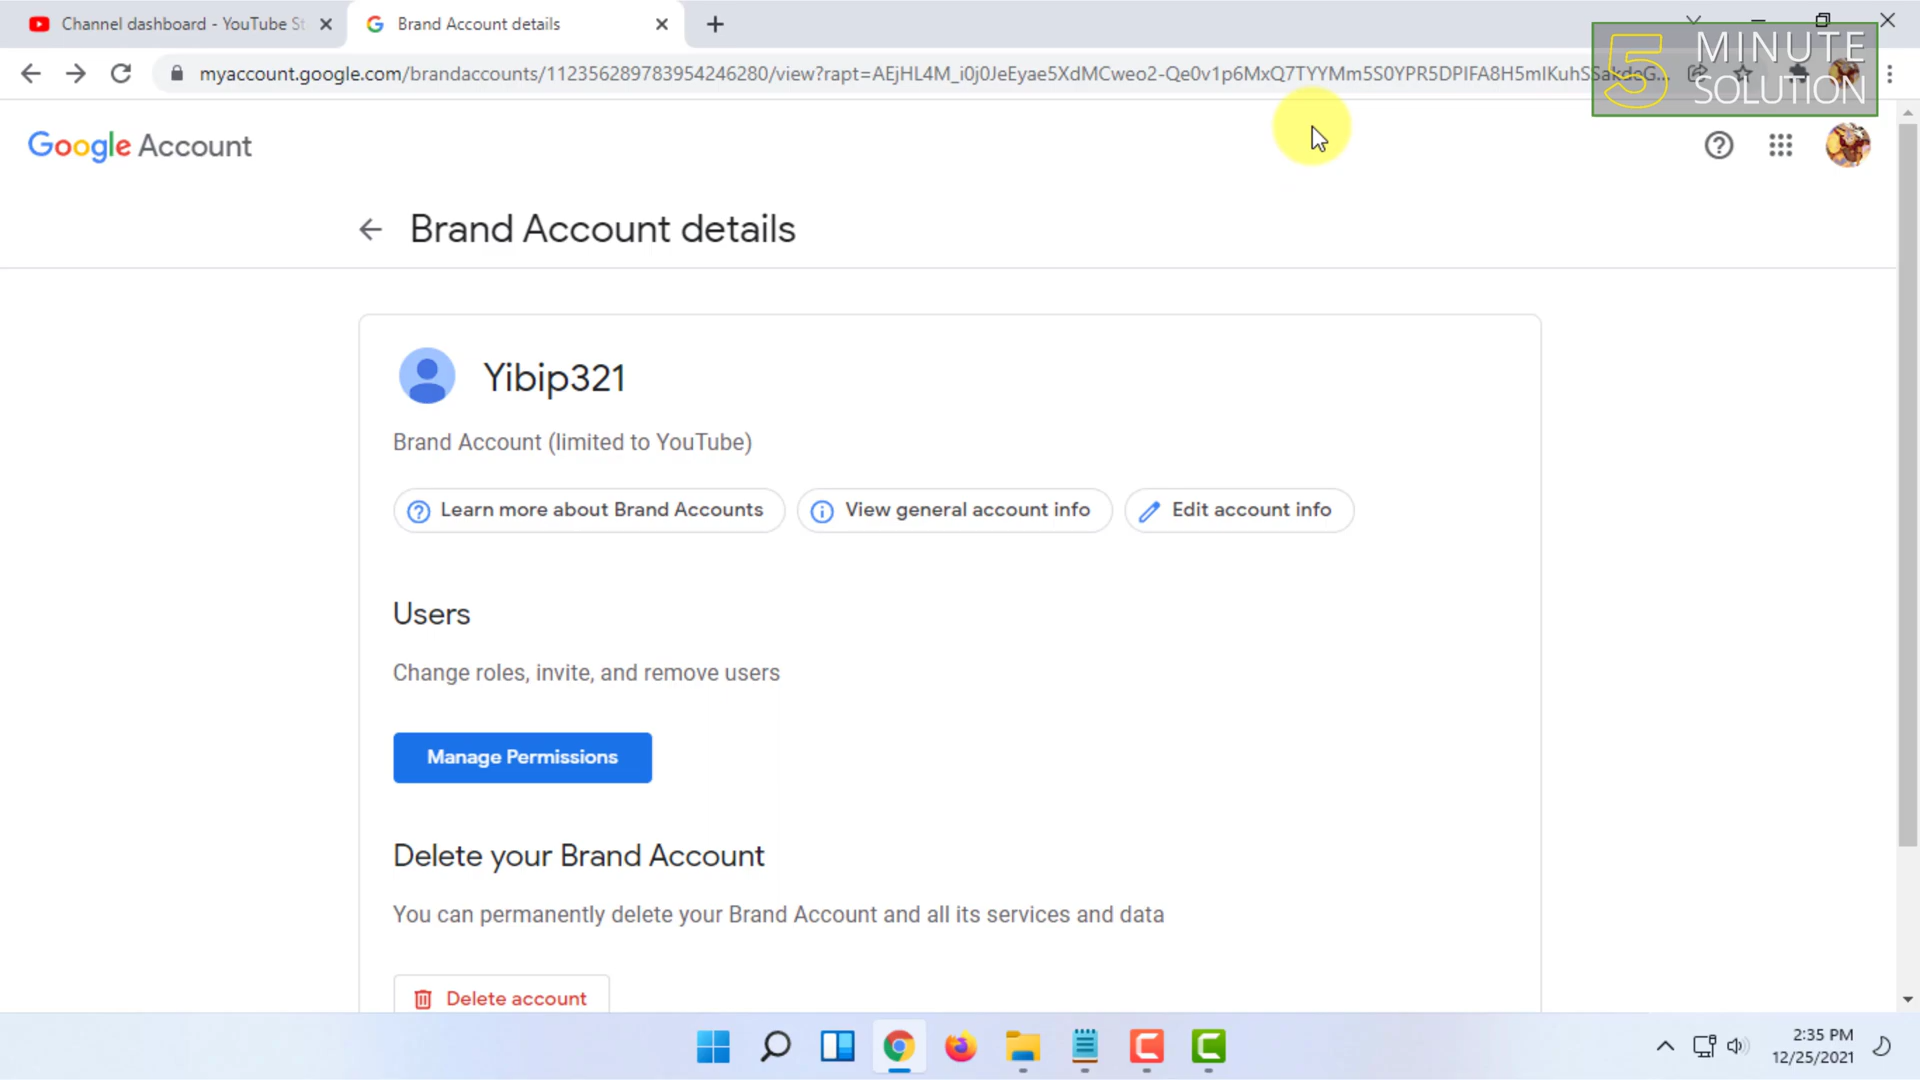 Channel dashboard - YouTube St
Brand Account details
myaccount.google.com/brandaccounts/112356289783954246280/view?rapt=AEjHL4M_i0j0JeEyae5XdMCweo2-Qe0v1p6MxQ7TYYMm5S0YPR5DPIFA8H5mIKuhSSakdeG...
5 MINUTE
SOLUTION
Google Account
Brand Account details
Yibip321
Brand Account (limited to YouTube)
Learn more about Brand Accounts
View general account info
Edit account info
Users
Change roles, invite, and remove users
Manage Permissions
Delete your Brand Account
You can permanently delete your Brand Account and all its services and data
Delete account
2:35 PM
12/25/2021